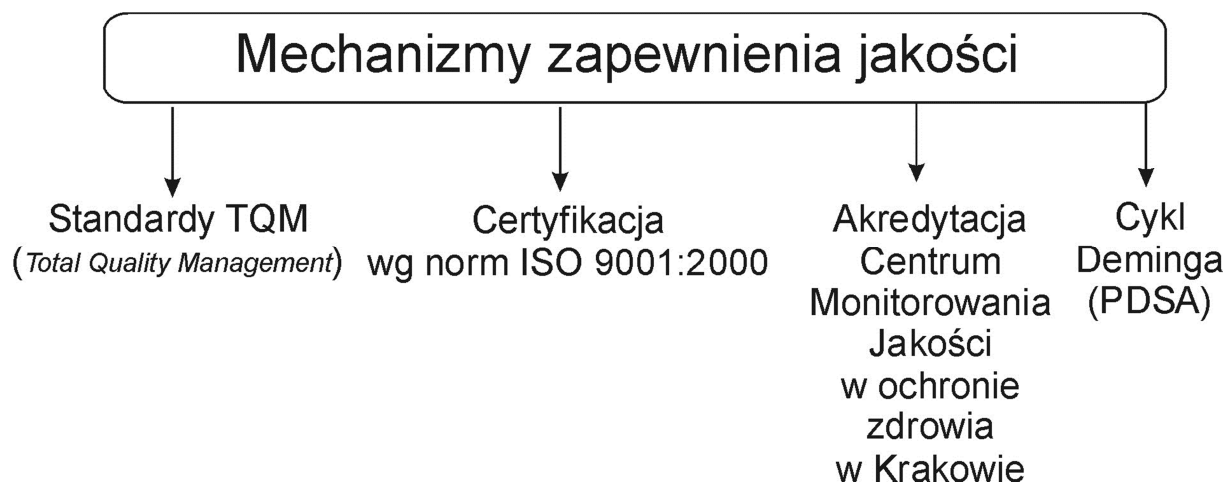 Mechanizmy zapewnienia jakości
Standardy TQM
(Total Quality Management)
Certyfikacja
wg norm ISO 9001:2000
Akredytacja
Centrum
Monitorowania
Jakości
w ochronie
zdrowia
w Krakowie
Cykl
Deminga
(PDSA)